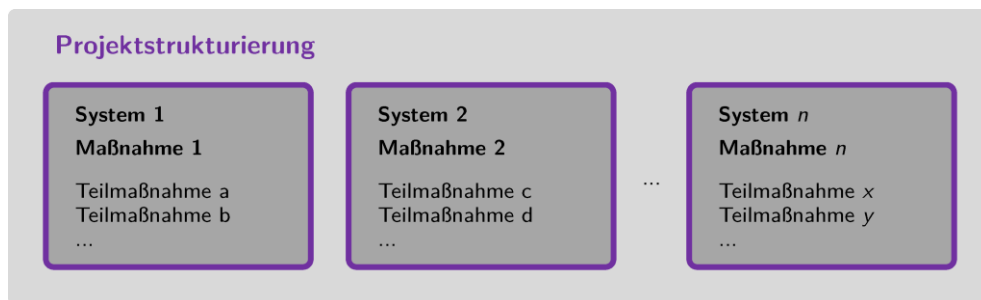 Projektstrukturierung
System 1
Maßnahme 1
Teilmaßnahme a
Teilmaßnahme b
...
System 2
Maßnahme 2
Teilmaßnahme c
Teilmaßnahme d
...
...
System n
Maßnahme n
Teilmaßnahme x
Teilmaßnahme y
...